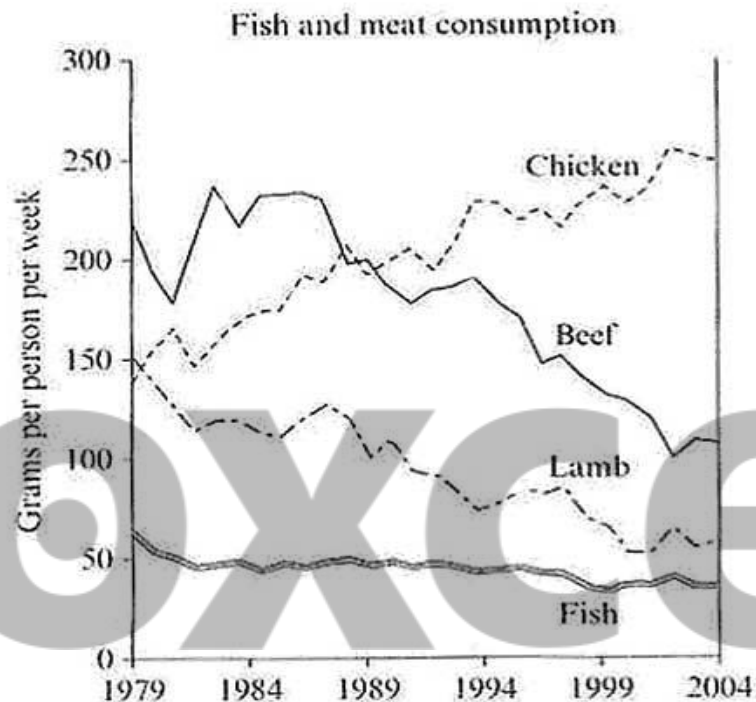 Fish and meat consumption
300
250
200
150
100
50
0
Grams per person per week
Chicken
Beef
Lamb
Fish
1979 1984 1989 1994 1999 2004
oxce